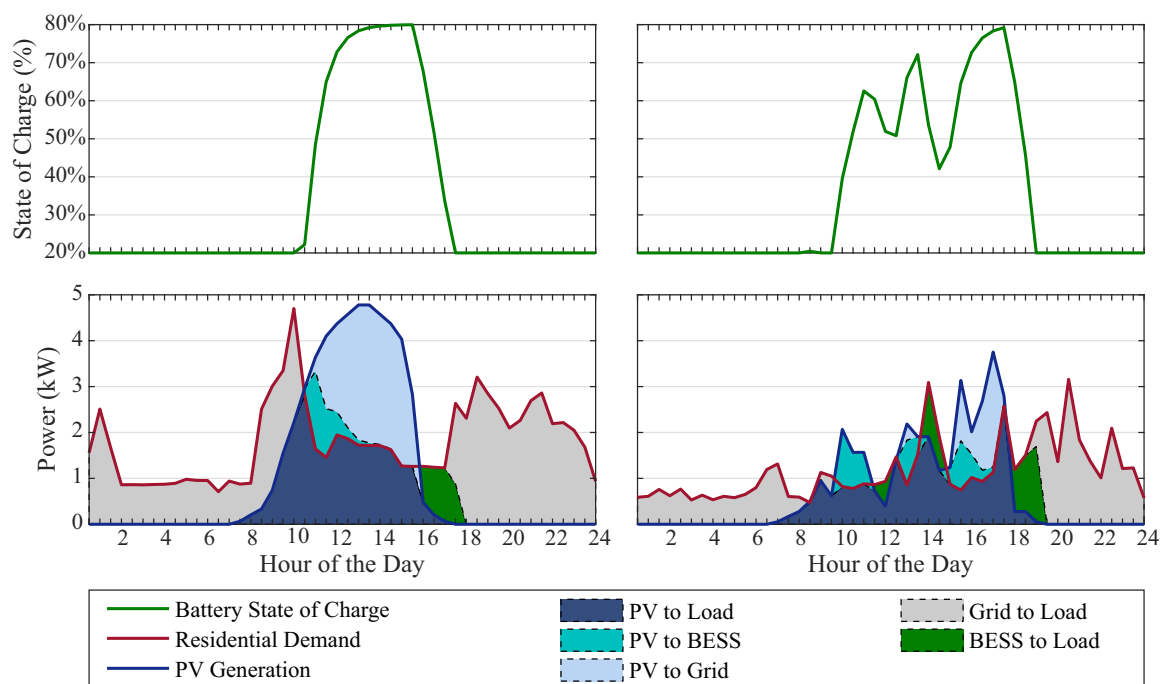 80%
70%
60%
50%
40%
30%
20%
State of Charge (%)
5
4
3
2
1
0
Power (kW)
2 4 6 8 10 12 14 16 18 20 22 24
Hour of the Day
2 4 6 8 10 12 14 16 18 20 22 24
Hour of the Day
Battery State of Charge
Residential Demand
PV Generation
PV to Load
PV to BESS
PV to Grid
Grid to Load
BESS to Load